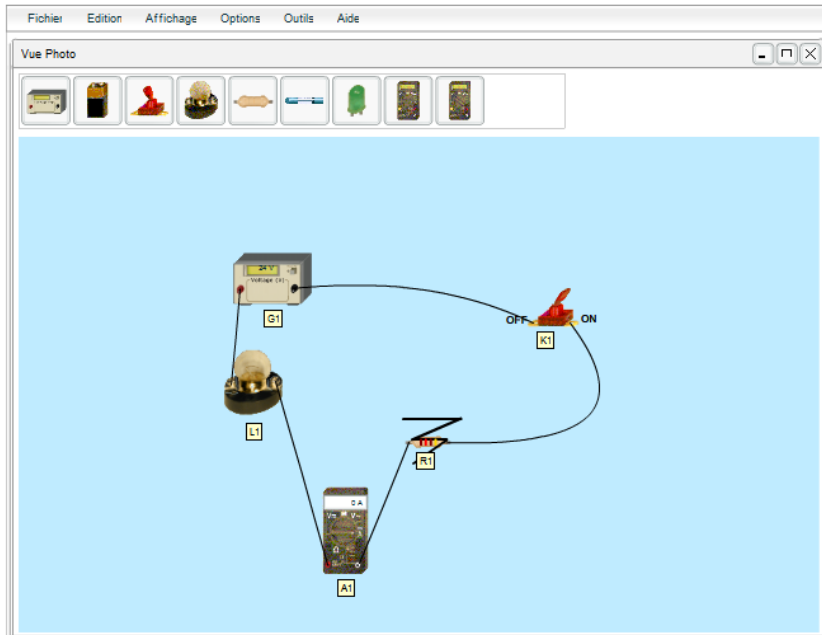 Fichier Edition Affichage Options Outils Aide
Vue Photo
24 V
Voltage (V)
G1
OFF ON
K1
L1
R1
0 A
V V
Ω
A1